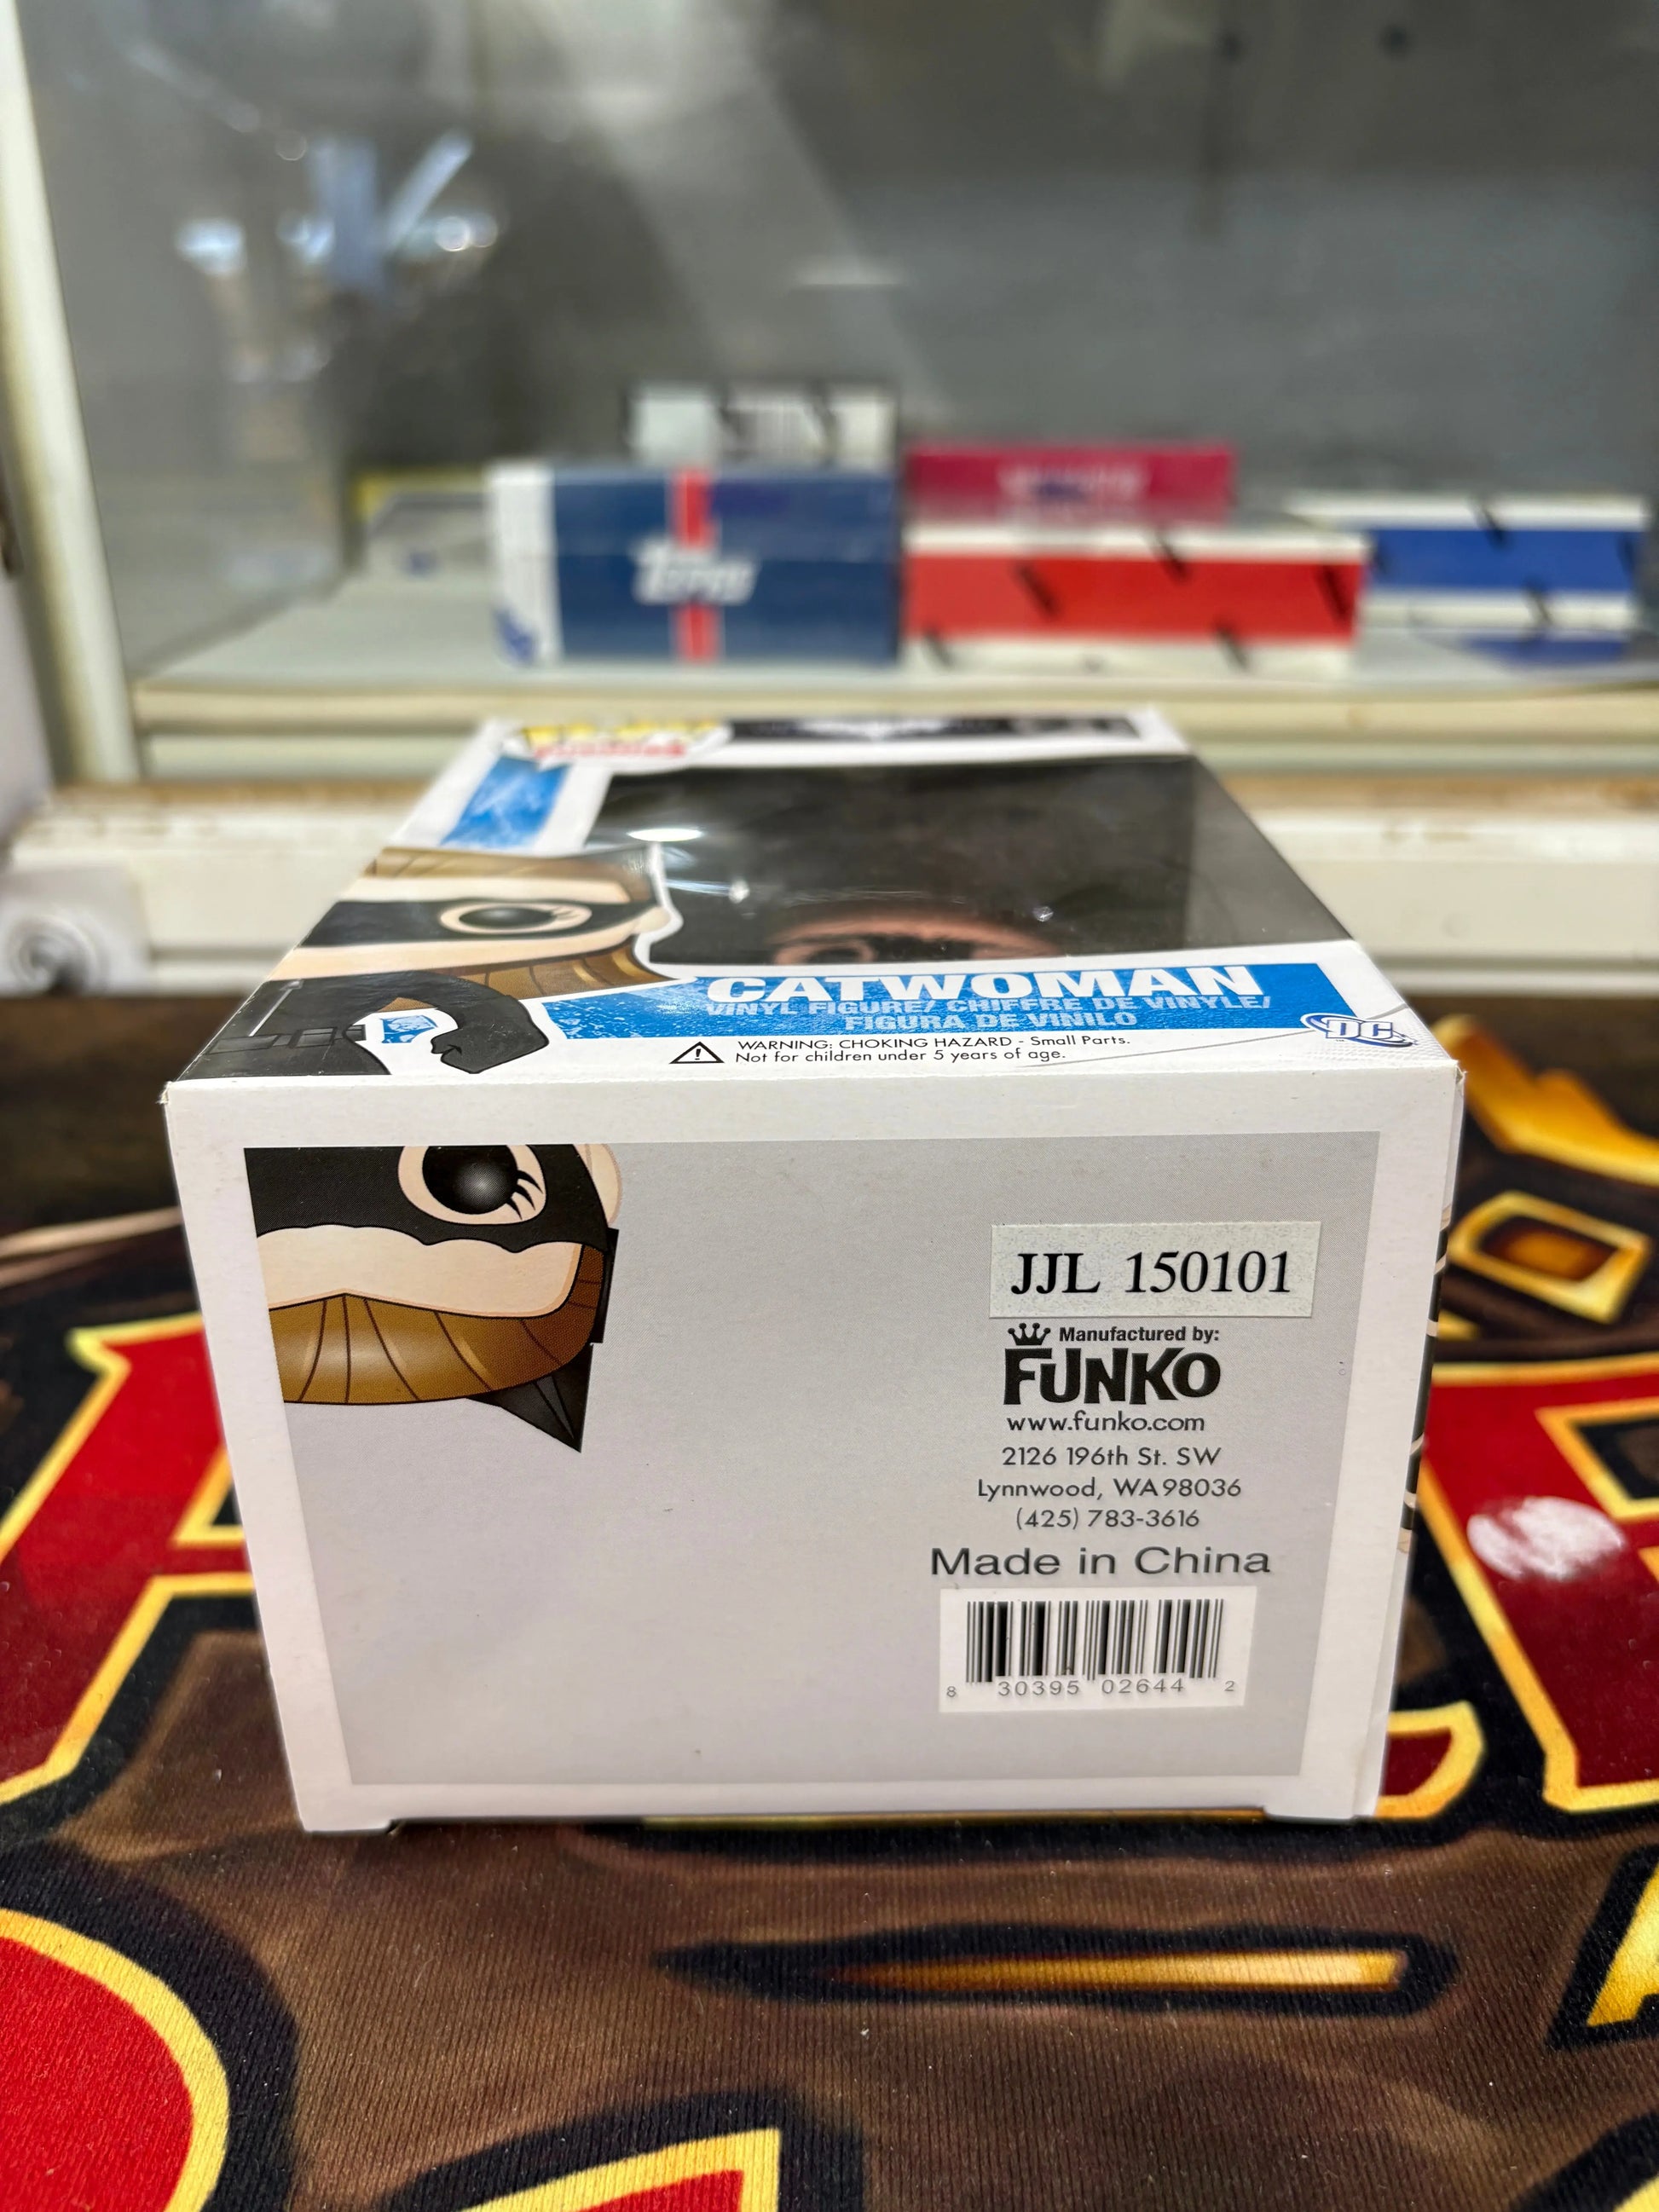 Topps
CATWOMAN
VINYL FIGURE/ CHIFFRE DE VINYLE/
FIGURA DE VINILO
WARNING: CHOKING HAZARD - Small Parts.
Not for children under 5 years of age.
DC
JJL 150101
Manufactured by:
FUNKO
www.funko.com
2126 196th St. SW
Lynnwood, WA 98036
(425) 783-3616
Made in China
8 30395 02644 2